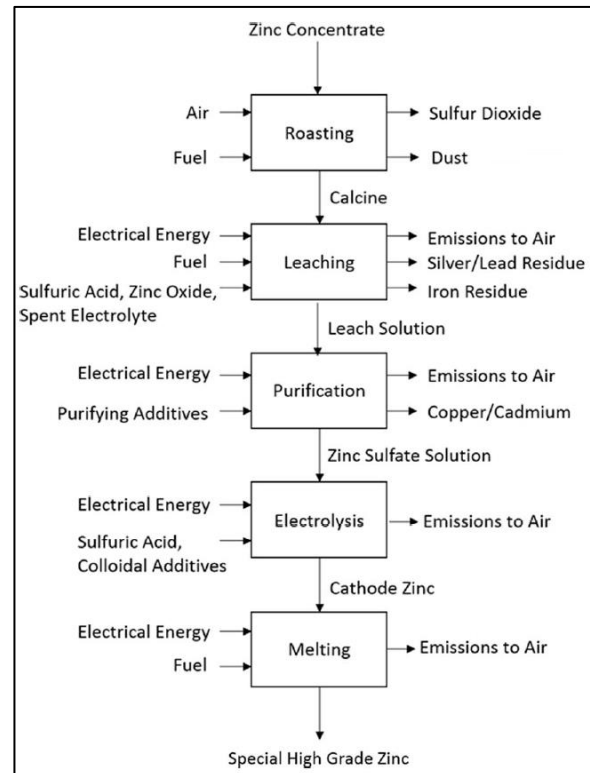 Zinc Concentrate
Air
Sulfur Dioxide
Roasting
Fuel
Dust
Calcine
Electrical Energy
Emissions to Air
Fuel
Leaching
Silver/Lead Residue
Sulfuric Acid, Zinc Oxide,
Spent Electrolyte
Iron Residue
Leach Solution
Electrical Energy
Emissions to Air
Purification
Purifying Additives
Copper/Cadmium
Zinc Sulfate Solution
Electrical Energy
Electrolysis
Emissions to Air
Sulfuric Acid,
Colloidal Additives
Cathode Zinc
Electrical Energy
Melting
Emissions to Air
Fuel
Special High Grade Zinc